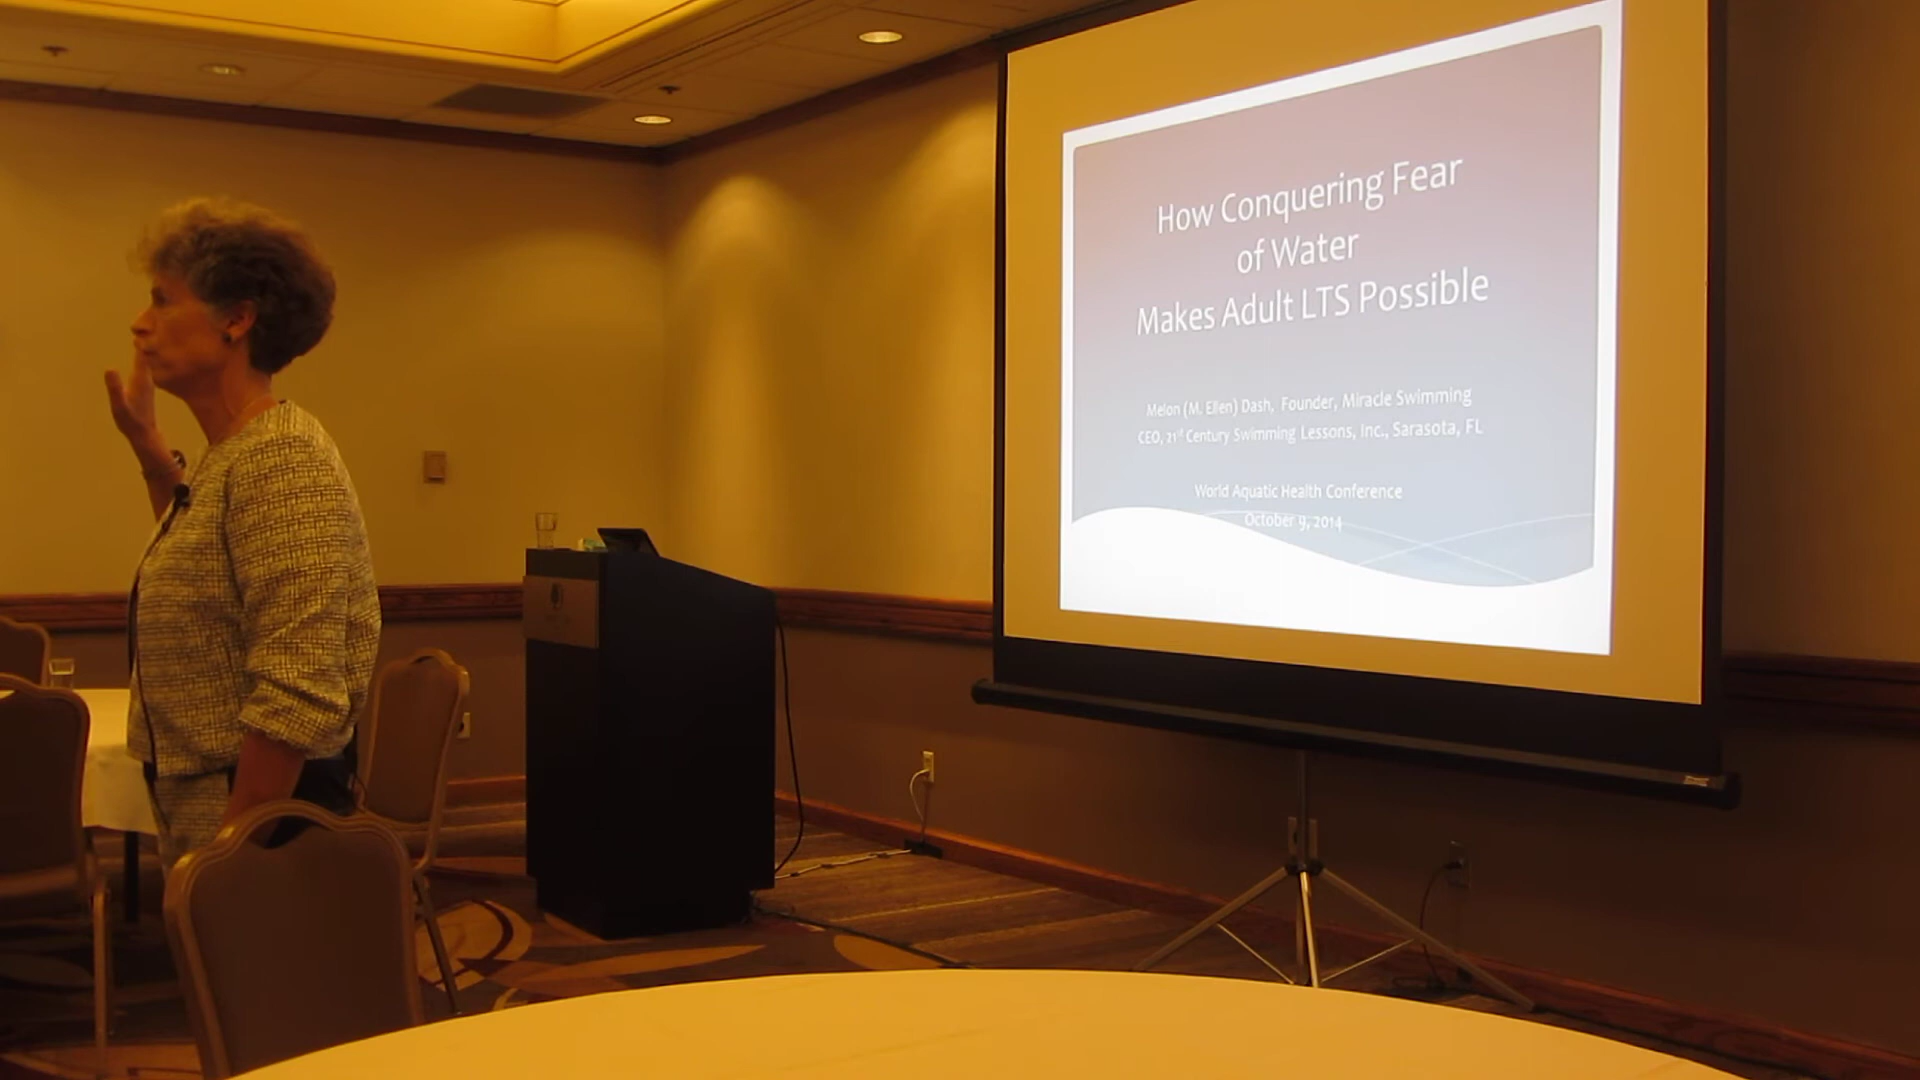 How Conquering Fear
of Water
Makes Adult LTS Possible
Melon (M. Ellen) Dash, Founder, Miracle Swimming
CEO, 21st Century Swimming Lessons, Inc., Sarasota, FL
World Aquatic Health Conference
October 9, 2014